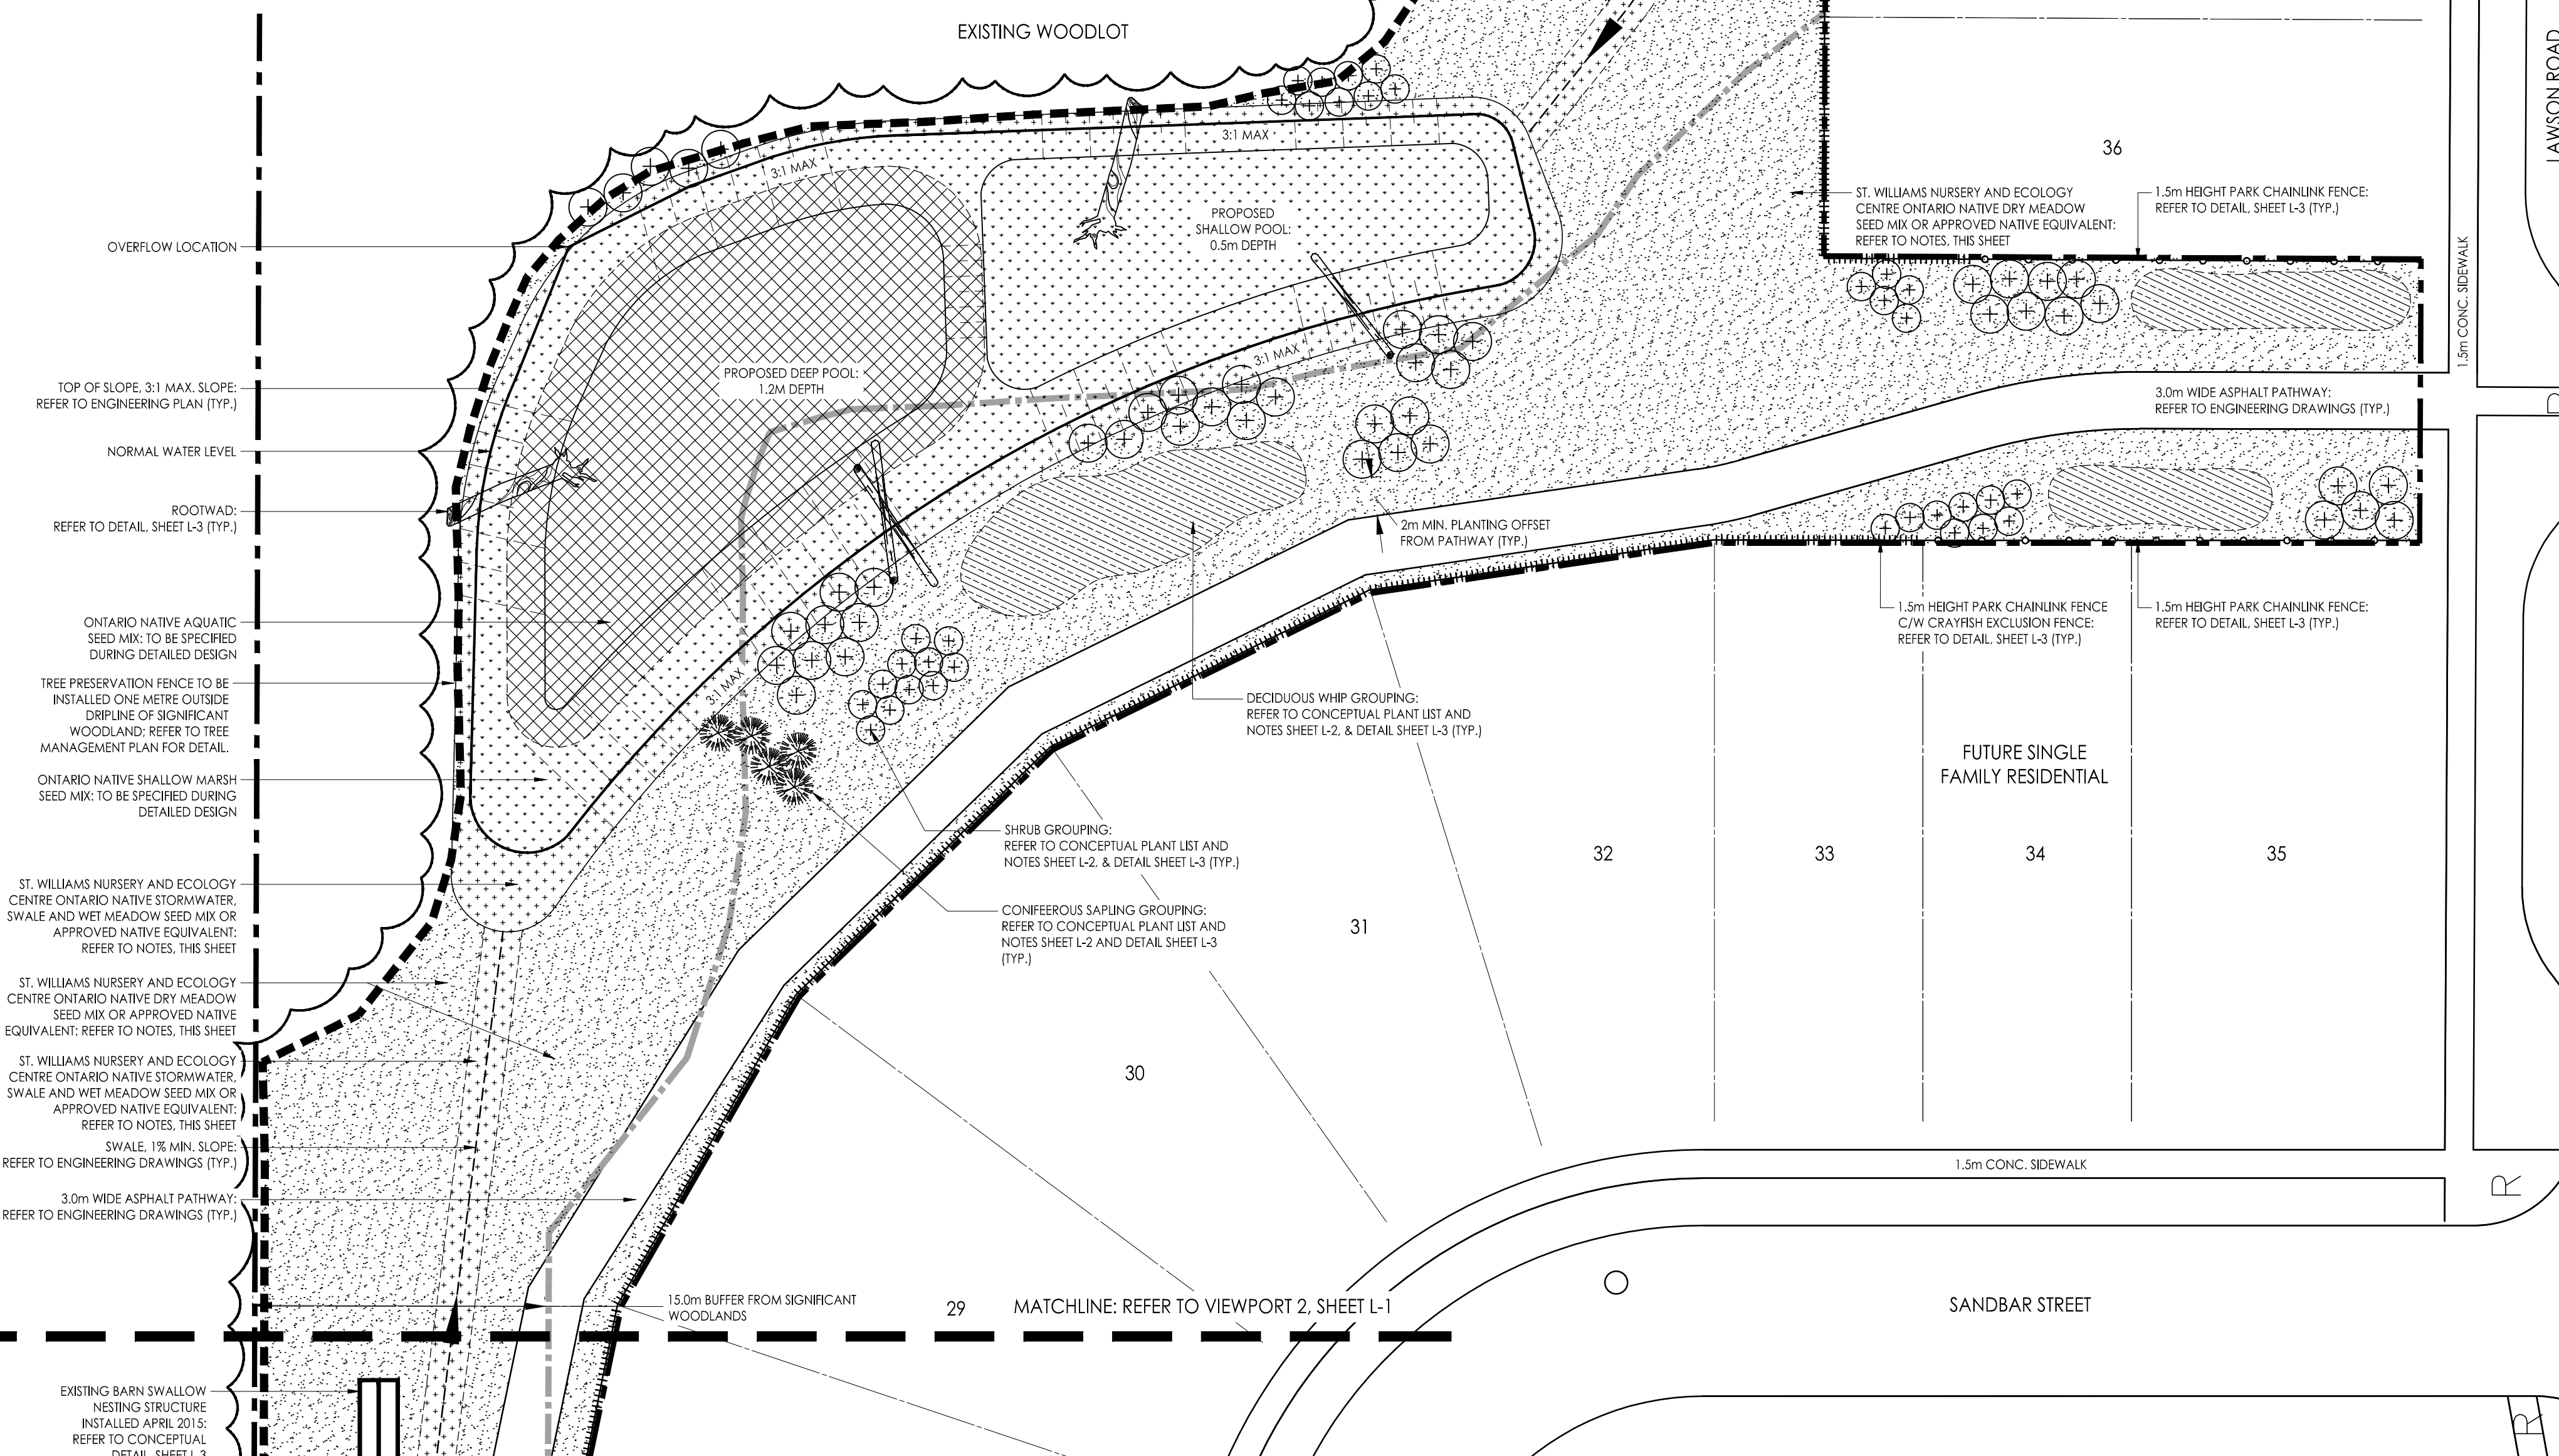 EXISTING WOODLOT
LAWSON ROAD
3:1 MAX
3:1 MAX
36
ST. WILLIAMS NURSERY AND ECOLOGY
CENTRE ONTARIO NATIVE DRY MEADOW
SEED MIX OR APPROVED NATIVE EQUIVALENT:
REFER TO NOTES, THIS SHEET
1.5m HEIGHT PARK CHAINLINK FENCE:
REFER TO DETAIL, SHEET L-3 (TYP.)
PROPOSED
SHALLOW POOL:
0.5m DEPTH
OVERFLOW LOCATION
1.5m CONC. SIDEWALK
3:1 MAX
PROPOSED DEEP POOL:
1.2M DEPTH
TOP OF SLOPE, 3:1 MAX. SLOPE:
REFER TO ENGINEERING PLAN (TYP.)
3.0m WIDE ASPHALT PATHWAY:
REFER TO ENGINEERING DRAWINGS (TYP.)
NORMAL WATER LEVEL
ROOTWAD:
REFER TO DETAIL, SHEET L-3 (TYP.)
2m MIN. PLANTING OFFSET
FROM PATHWAY (TYP.)
ONTARIO NATIVE AQUATIC
SEED MIX: TO BE SPECIFIED
DURING DETAILED DESIGN
1.5m HEIGHT PARK CHAINLINK FENCE
C/W CRAYFISH EXCLUSION FENCE:
REFER TO DETAIL, SHEET L-3 (TYP.)
1.5m HEIGHT PARK CHAINLINK FENCE:
REFER TO DETAIL, SHEET L-3 (TYP.)
TREE PRESERVATION FENCE TO BE
INSTALLED ONE METRE OUTSIDE
DRIPLINE OF SIGNIFICANT
WOODLAND; REFER TO TREE
MANAGEMENT PLAN FOR DETAIL.
3:1 MAX
DECIDUOUS WHIP GROUPING:
REFER TO CONCEPTUAL PLANT LIST AND
NOTES SHEET L-2, & DETAIL SHEET L-3 (TYP.)
FUTURE SINGLE
FAMILY RESIDENTIAL
ONTARIO NATIVE SHALLOW MARSH
SEED MIX: TO BE SPECIFIED DURING
DETAILED DESIGN
SHRUB GROUPING:
REFER TO CONCEPTUAL PLANT LIST AND
NOTES SHEET L-2, & DETAIL SHEET L-3 (TYP.)
32
33
34
35
ST. WILLIAMS NURSERY AND ECOLOGY
CENTRE ONTARIO NATIVE STORMWATER,
SWALE AND WET MEADOW SEED MIX OR
APPROVED NATIVE EQUIVALENT:
REFER TO NOTES, THIS SHEET
CONIFEEROUS SAPLING GROUPING:
REFER TO CONCEPTUAL PLANT LIST AND
NOTES SHEET L-2 AND DETAIL SHEET L-3
(TYP.)
31
ST. WILLIAMS NURSERY AND ECOLOGY
CENTRE ONTARIO NATIVE DRY MEADOW
SEED MIX OR APPROVED NATIVE
EQUIVALENT: REFER TO NOTES, THIS SHEET
30
ST. WILLIAMS NURSERY AND ECOLOGY
CENTRE ONTARIO NATIVE STORMWATER,
SWALE AND WET MEADOW SEED MIX OR
APPROVED NATIVE EQUIVALENT:
REFER TO NOTES, THIS SHEET
SWALE, 1% MIN. SLOPE:
REFER TO ENGINEERING DRAWINGS (TYP.)
1.5m CONC. SIDEWALK
R
3.0m WIDE ASPHALT PATHWAY:
REFER TO ENGINEERING DRAWINGS (TYP.)
15.0m BUFFER FROM SIGNIFICANT
WOODLANDS
29
MATCHLINE: REFER TO VIEWPORT 2, SHEET L-1
SANDBAR STREET
EXISTING BARN SWALLOW
NESTING STRUCTURE
INSTALLED APRIL 2015:
REFER TO CONCEPTUAL
DETAIL, SHEET L-3
R